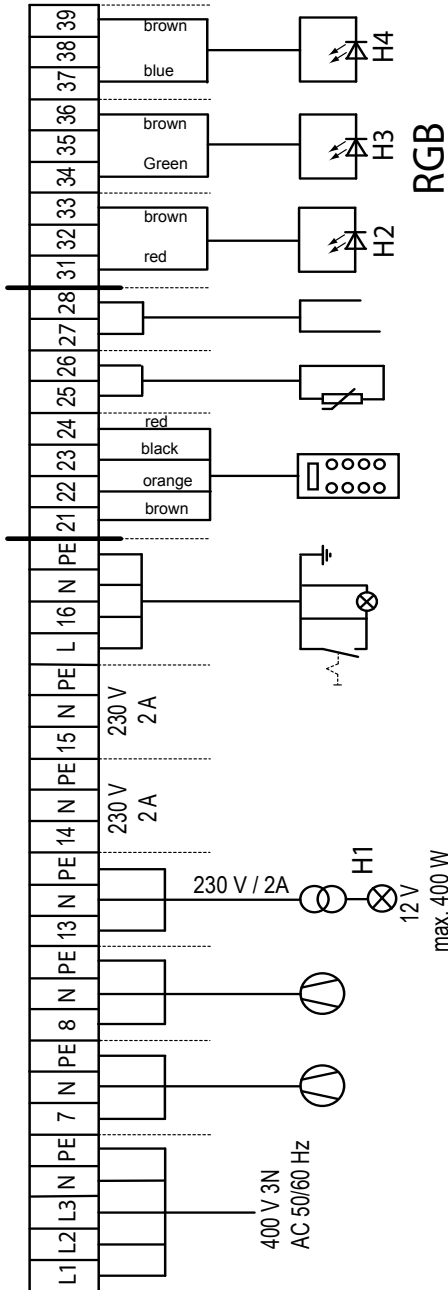 L1 L2 L3 N PE 7 N PE 8 N PE 13 N PE 14 N PE 15 N PE L 16 N PE 21 22 23 24 25 26 27 28 31 32 33 34 35 36 37 38 39
400 V 3N
AC 50/60 Hz
230 V / 2A
H1
12 V
max. 400 W
230 V
2 A
230 V
2 A
brown
orange
black
red
red
brown
H2
Green
brown
H3
blue
brown
H4
RGB